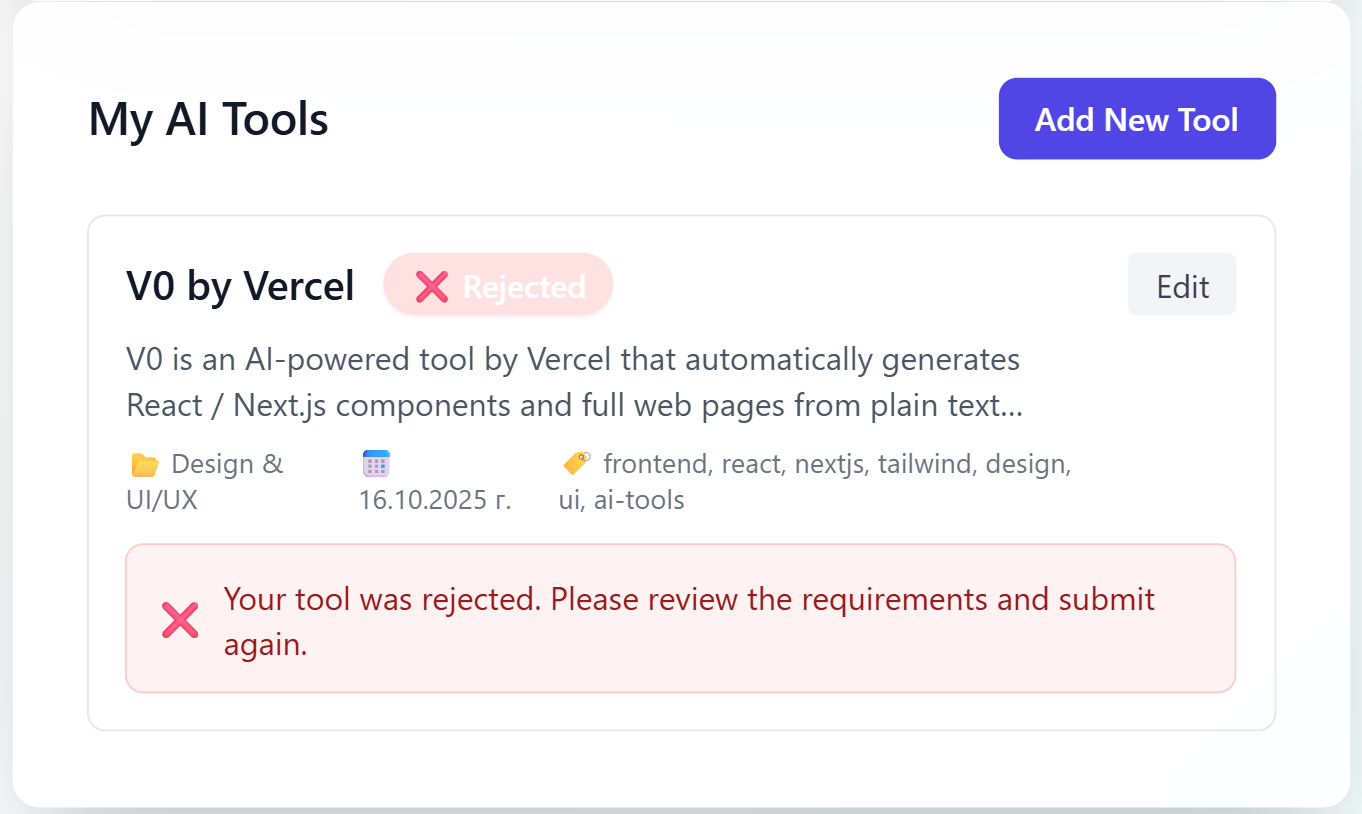 My AI Tools
Add New Tool
V0 by Vercel
❌ Rejected
Edit
V0 is an AI-powered tool by Vercel that automatically generates
React / Next.js components and full web pages from plain text...
📁 Design &
UI/UX
📅
16.10.2025 г.
🏷️ frontend, react, nextjs, tailwind, design,
ui, ai-tools
❌ Your tool was rejected. Please review the requirements and submit
again.